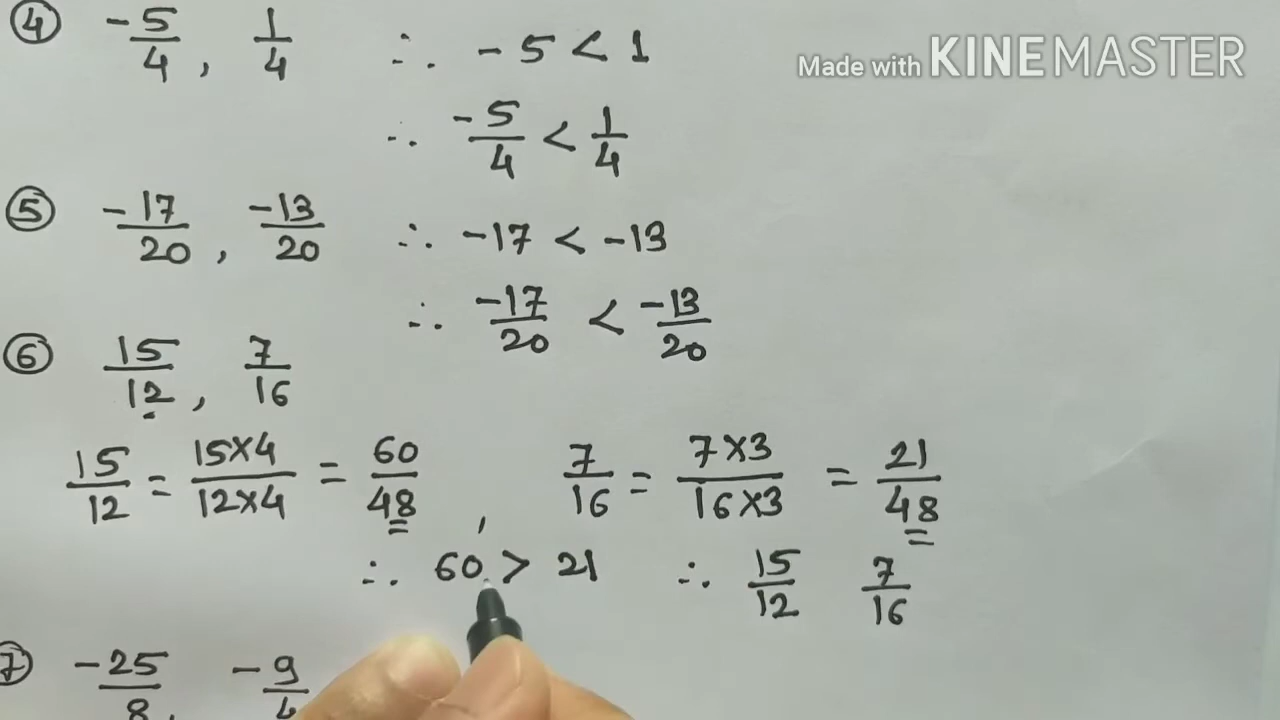 ④ -5/4 , 1/4 ∴ -5 < 1
Made with KINEMASTER
∴ -5/4 < 1/4
⑤ -17/20 , -13/20 ∴ -17 < -13
∴ -17/20 < -13/20
⑥ 15/12 , 7/16
15/12 = 15×4/12×4 = 60/48 , 7/16 = 7×3/16×3 = 21/48
∴ 60 > 21 ∴ 15/12 7/16
⑦ -25/8 , -9/4